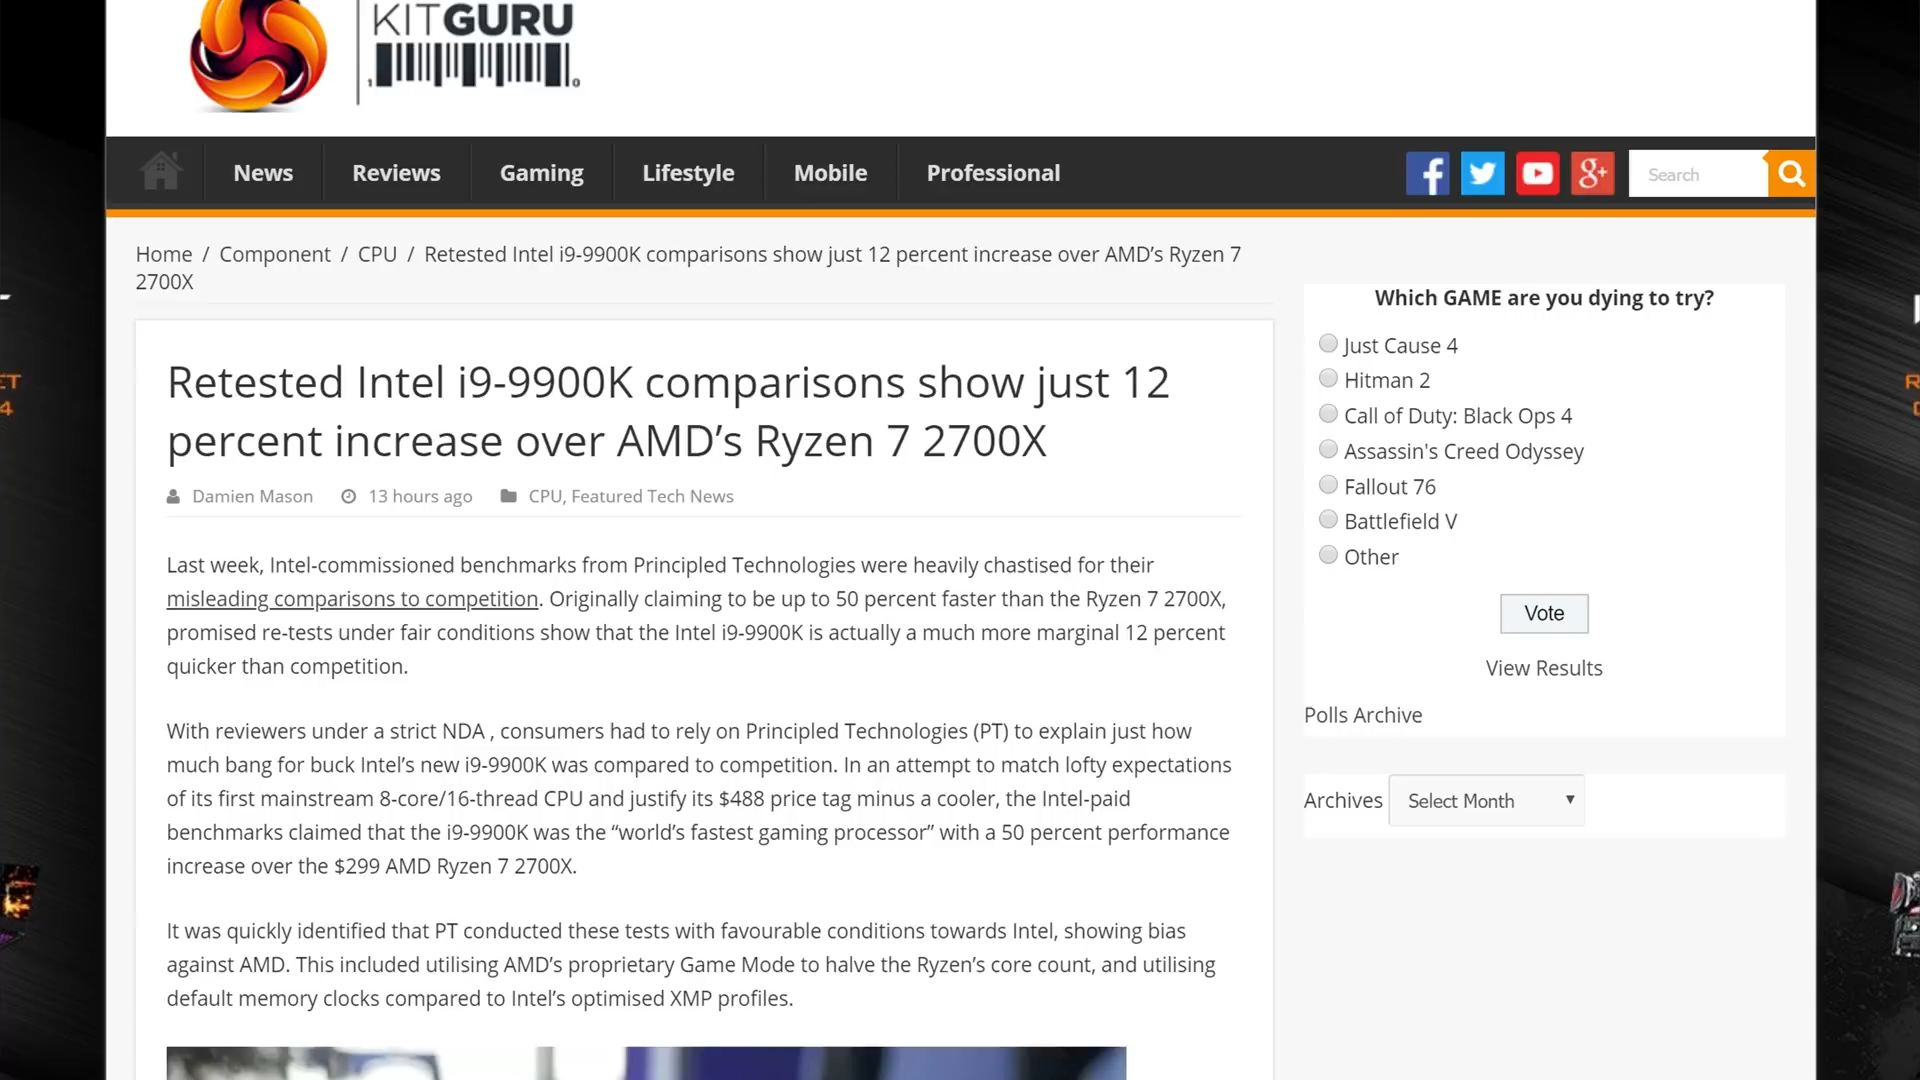 KITGURU
News
Reviews
Gaming
Lifestyle
Mobile
Professional
Search
Home / Component / CPU / Retested Intel i9-9900K comparisons show just 12 percent increase over AMD’s Ryzen 7
2700X
Retested Intel i9-9900K comparisons show just 12
percent increase over AMD’s Ryzen 7 2700X
Damien Mason 13 hours ago CPU, Featured Tech News
Last week, Intel-commissioned benchmarks from Principled Technologies were heavily chastised for their
misleading comparisons to competition. Originally claiming to be up to 50 percent faster than the Ryzen 7 2700X,
promised re-tests under fair conditions show that the Intel i9-9900K is actually a much more marginal 12 percent
quicker than competition.
With reviewers under a strict NDA , consumers had to rely on Principled Technologies (PT) to explain just how
much bang for buck Intel’s new i9-9900K was compared to competition. In an attempt to match lofty expectations
of its first mainstream 8-core/16-thread CPU and justify its $488 price tag minus a cooler, the Intel-paid
benchmarks claimed that the i9-9900K was the “world’s fastest gaming processor” with a 50 percent performance
increase over the $299 AMD Ryzen 7 2700X.
It was quickly identified that PT conducted these tests with favourable conditions towards Intel, showing bias
against AMD. This included utilising AMD’s proprietary Game Mode to halve the Ryzen’s core count, and utilising
default memory clocks compared to Intel’s optimised XMP profiles.
Which GAME are you dying to try?
Just Cause 4
Hitman 2
Call of Duty: Black Ops 4
Assassin's Creed Odyssey
Fallout 76
Battlefield V
Other
Vote
View Results
Polls Archive
Archives Select Month